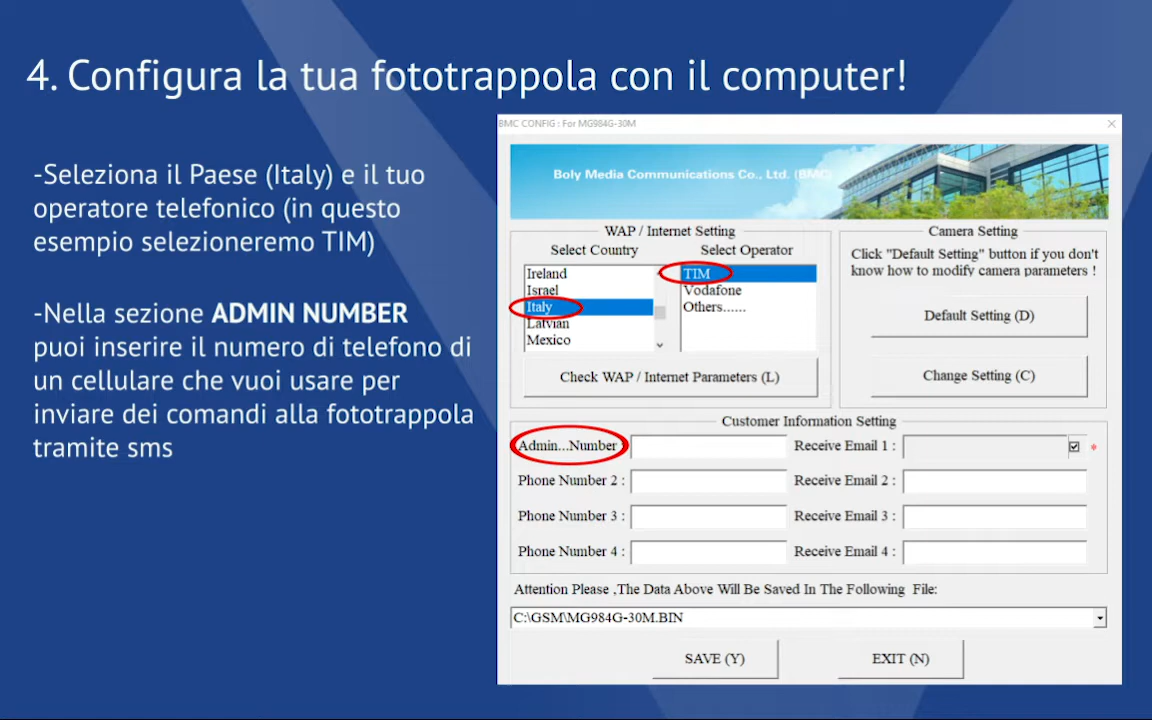 4. Configura la tua fototrappola con il computer!
-Seleziona il Paese (Italy) e il tuo
operatore telefonico (in questo
esempio selezioneremo TIM)
-Nella sezione ADMIN NUMBER
puoi inserire il numero di telefono di
un cellulare che vuoi usare per
inviare dei comandi alla fototrappola
tramite sms
BMC CONFIG : For MG984G-30M
Boly Media Communications Co., Ltd. (BMC)
WAP / Internet Setting
Select Country
Select Operator
Ireland
Israel
Italy
Latvian
Mexico
TIM
Vodafone
Others......
Check WAP / Internet Parameters (L)
Camera Setting
Click "Default Setting" button if you don't
know how to modify camera parameters !
Default Setting (D)
Change Setting (C)
Customer Information Setting
Admin...Number :
Receive Email 1 :
*
Phone Number 2 :
Receive Email 2 :
Phone Number 3 :
Receive Email 3 :
Phone Number 4 :
Receive Email 4 :
Attention Please ,The Data Above Will Be Saved In The Following File:
C:\GSM\MG984G-30M.BIN
SAVE (Y)
EXIT (N)